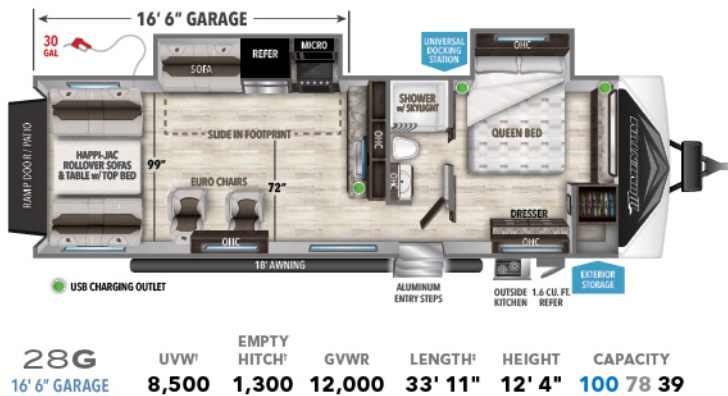 16' 6" GARAGE
30
GAL
SOFA
REFER
MICRO
UNIVERSAL
DOCKING
STATION
OHC
SHOWER
w/ SKYLIGHT
QUEEN BED
SLIDE IN FOOTPRINT
OHC
RAMP DOOR / PATIO
HAPPI-JAC
ROLLOVER SOFAS
& TABLE w/ TOP BED
99"
EURO CHAIRS
72"
OHC
MOMENTUM
DRESSER
OHC
OHC
18' AWNING
USB CHARGING OUTLET
ALUMINUM
ENTRY STEPS
OUTSIDE
KITCHEN
1.6 CU. FT.
REFER
EXTERIOR
STORAGE
28G
16' 6" GARAGE
UVW†
8,500
EMPTY
HITCH†
1,300
GVWR
12,000
LENGTH‡
33' 11"
HEIGHT
12' 4"
CAPACITY
100 78 39